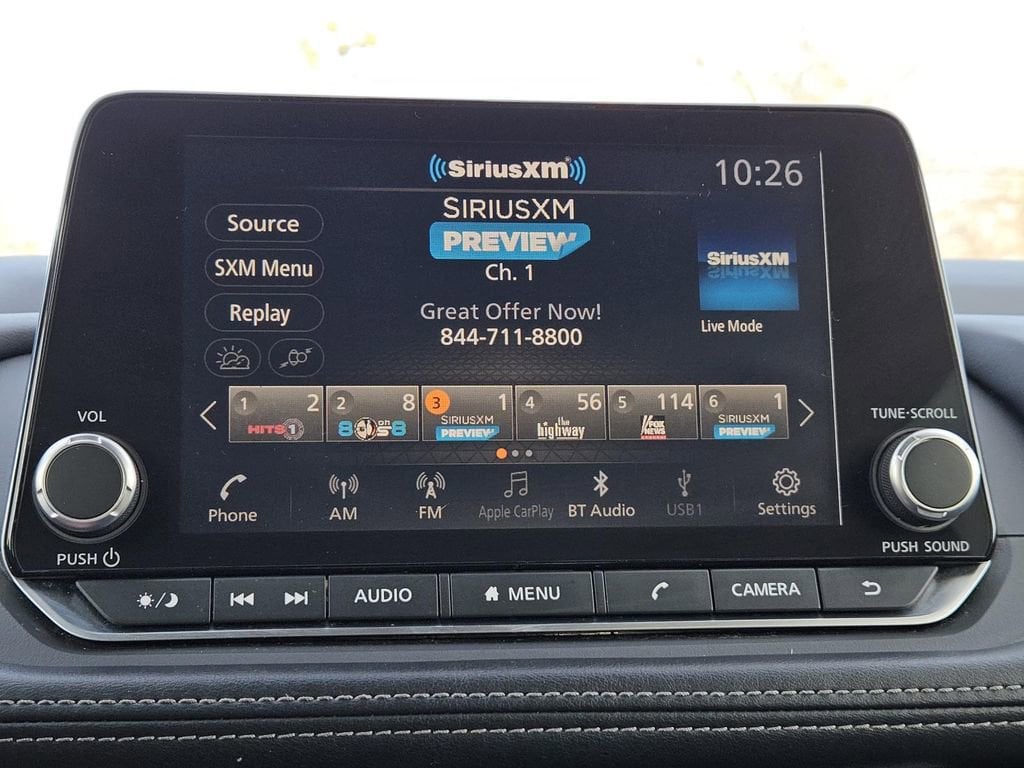 SiriusXM
10:26
SIRIUSXM
PREVIEW
Ch. 1
Source
SXM Menu
Replay
Great Offer Now!
844-711-8800
SiriusXM
Live Mode
1 2
HITS 1
2 8
80s on 8
3 1
SIRIUSXM
PREVIEW
4 56
the
highway
5 114
FOX
NEWS
6 1
SIRIUSXM
PREVIEW
VOL
TUNE·SCROLL
Phone
AM
FM
Apple CarPlay
BT Audio
USB1
Settings
PUSH
PUSH SOUND
AUDIO
MENU
CAMERA